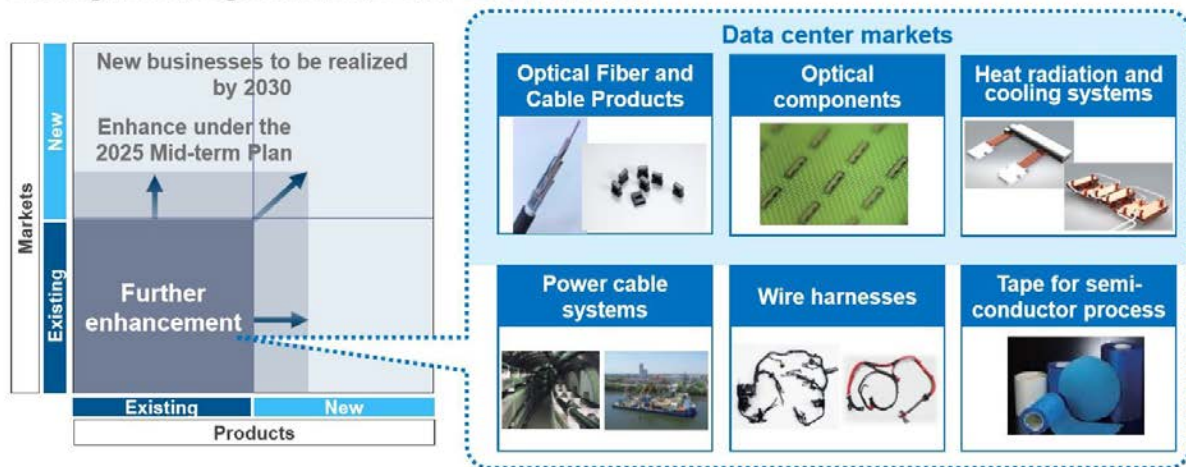 New businesses to be realized
by 2030
Enhance under the
2025 Mid-term Plan
New
Markets
Existing
Further
enhancement
Existing
New
Products
Data center markets
Optical Fiber and
Cable Products
Optical
components
Heat radiation and
cooling systems
Power cable
systems
Wire harnesses
Tape for semi-
conductor process